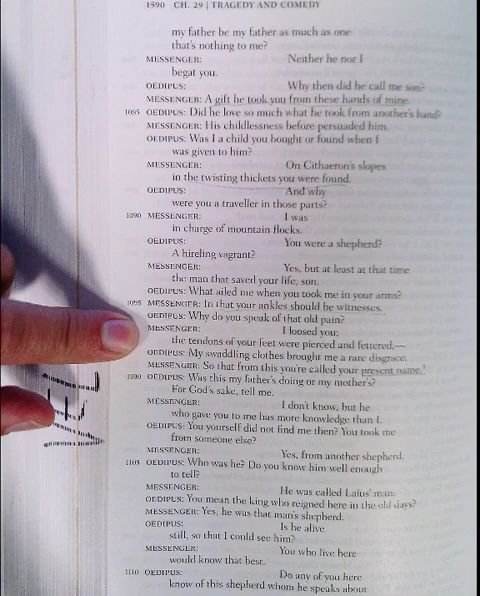 1590 CH. 29 | TRAGEDY AND COMEDY
my father be my father as much as one
that's nothing to me?
MESSENGER: Neither he nor I
begat you.
OEDIPUS: Why then did he call me son?
MESSENGER: A gift he took you from these hands of mine.
1085 OEDIPUS: Did he love so much what he took from another's hand?
MESSENGER: His childlessness before persuaded him.
OEDIPUS: Was I a child you bought or found when I
was given to him?
MESSENGER: On Cithaeron's slopes
in the twisting thickets you were found.
OEDIPUS: And why
were you a traveller in those parts?
1090 MESSENGER: I was
in charge of mountain flocks.
OEDIPUS: You were a shepherd?
A hireling vagrant?
MESSENGER: Yes, but at least at that time
the man that saved your life, son.
OEDIPUS: What ailed me when you took me in your arms?
1095 MESSENGER: In that your ankles should be witnesses.
OEDIPUS: Why do you speak of that old pain?
MESSENGER: I loosed you;
the tendons of your feet were pierced and fettered,—
OEDIPUS: My swaddling clothes brought me a rare disgrace.
MESSENGER: So that from this you're called your present name.
1100 OEDIPUS: Was this my father's doing or my mother's?
For God's sake, tell me.
MESSENGER: I don't know, but he
who gave you to me has more knowledge than I.
OEDIPUS: You yourself did not find me then? You took me
from someone else?
MESSENGER: Yes, from another shepherd.
1105 OEDIPUS: Who was he? Do you know him well enough
to tell?
MESSENGER: He was called Laius' man.
OEDIPUS: You mean the king who reigned here in the old days?
MESSENGER: Yes, he was that man's shepherd.
OEDIPUS: Is he alive
still, so that I could see him?
MESSENGER: You who live here
would know that best.
1110 OEDIPUS: Do any of you here
know of this shepherd whom he speaks about